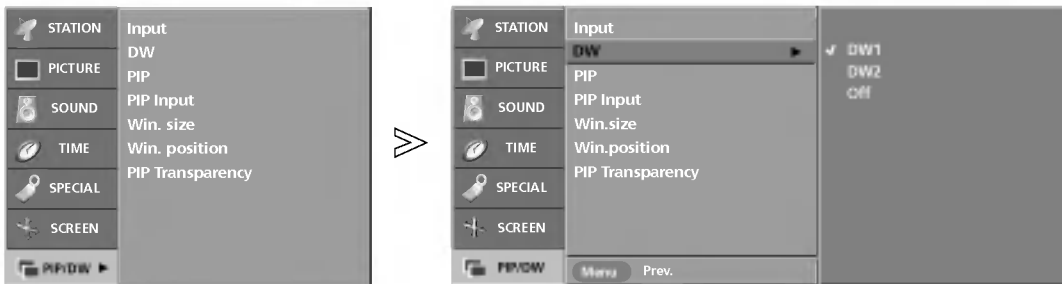 STATION
PICTURE
SOUND
TIME
SPECIAL
SCREEN
PIP/DW
Input
DW
PIP
PIP Input
Win. size
Win. position
PIP Transparency
STATION
PICTURE
SOUND
TIME
SPECIAL
SCREEN
PIP/DW
Input
DW
PIP
PIP Input
Win.size
Win.position
PIP Transparency
Menu Prev.
DW1
DW2
Off